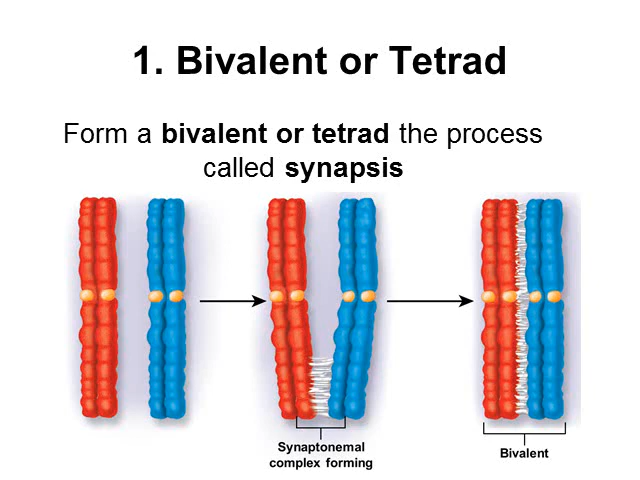 1. Bivalent or Tetrad
Form a bivalent or tetrad the process
called synapsis
Synaptonemal
complex forming
Bivalent